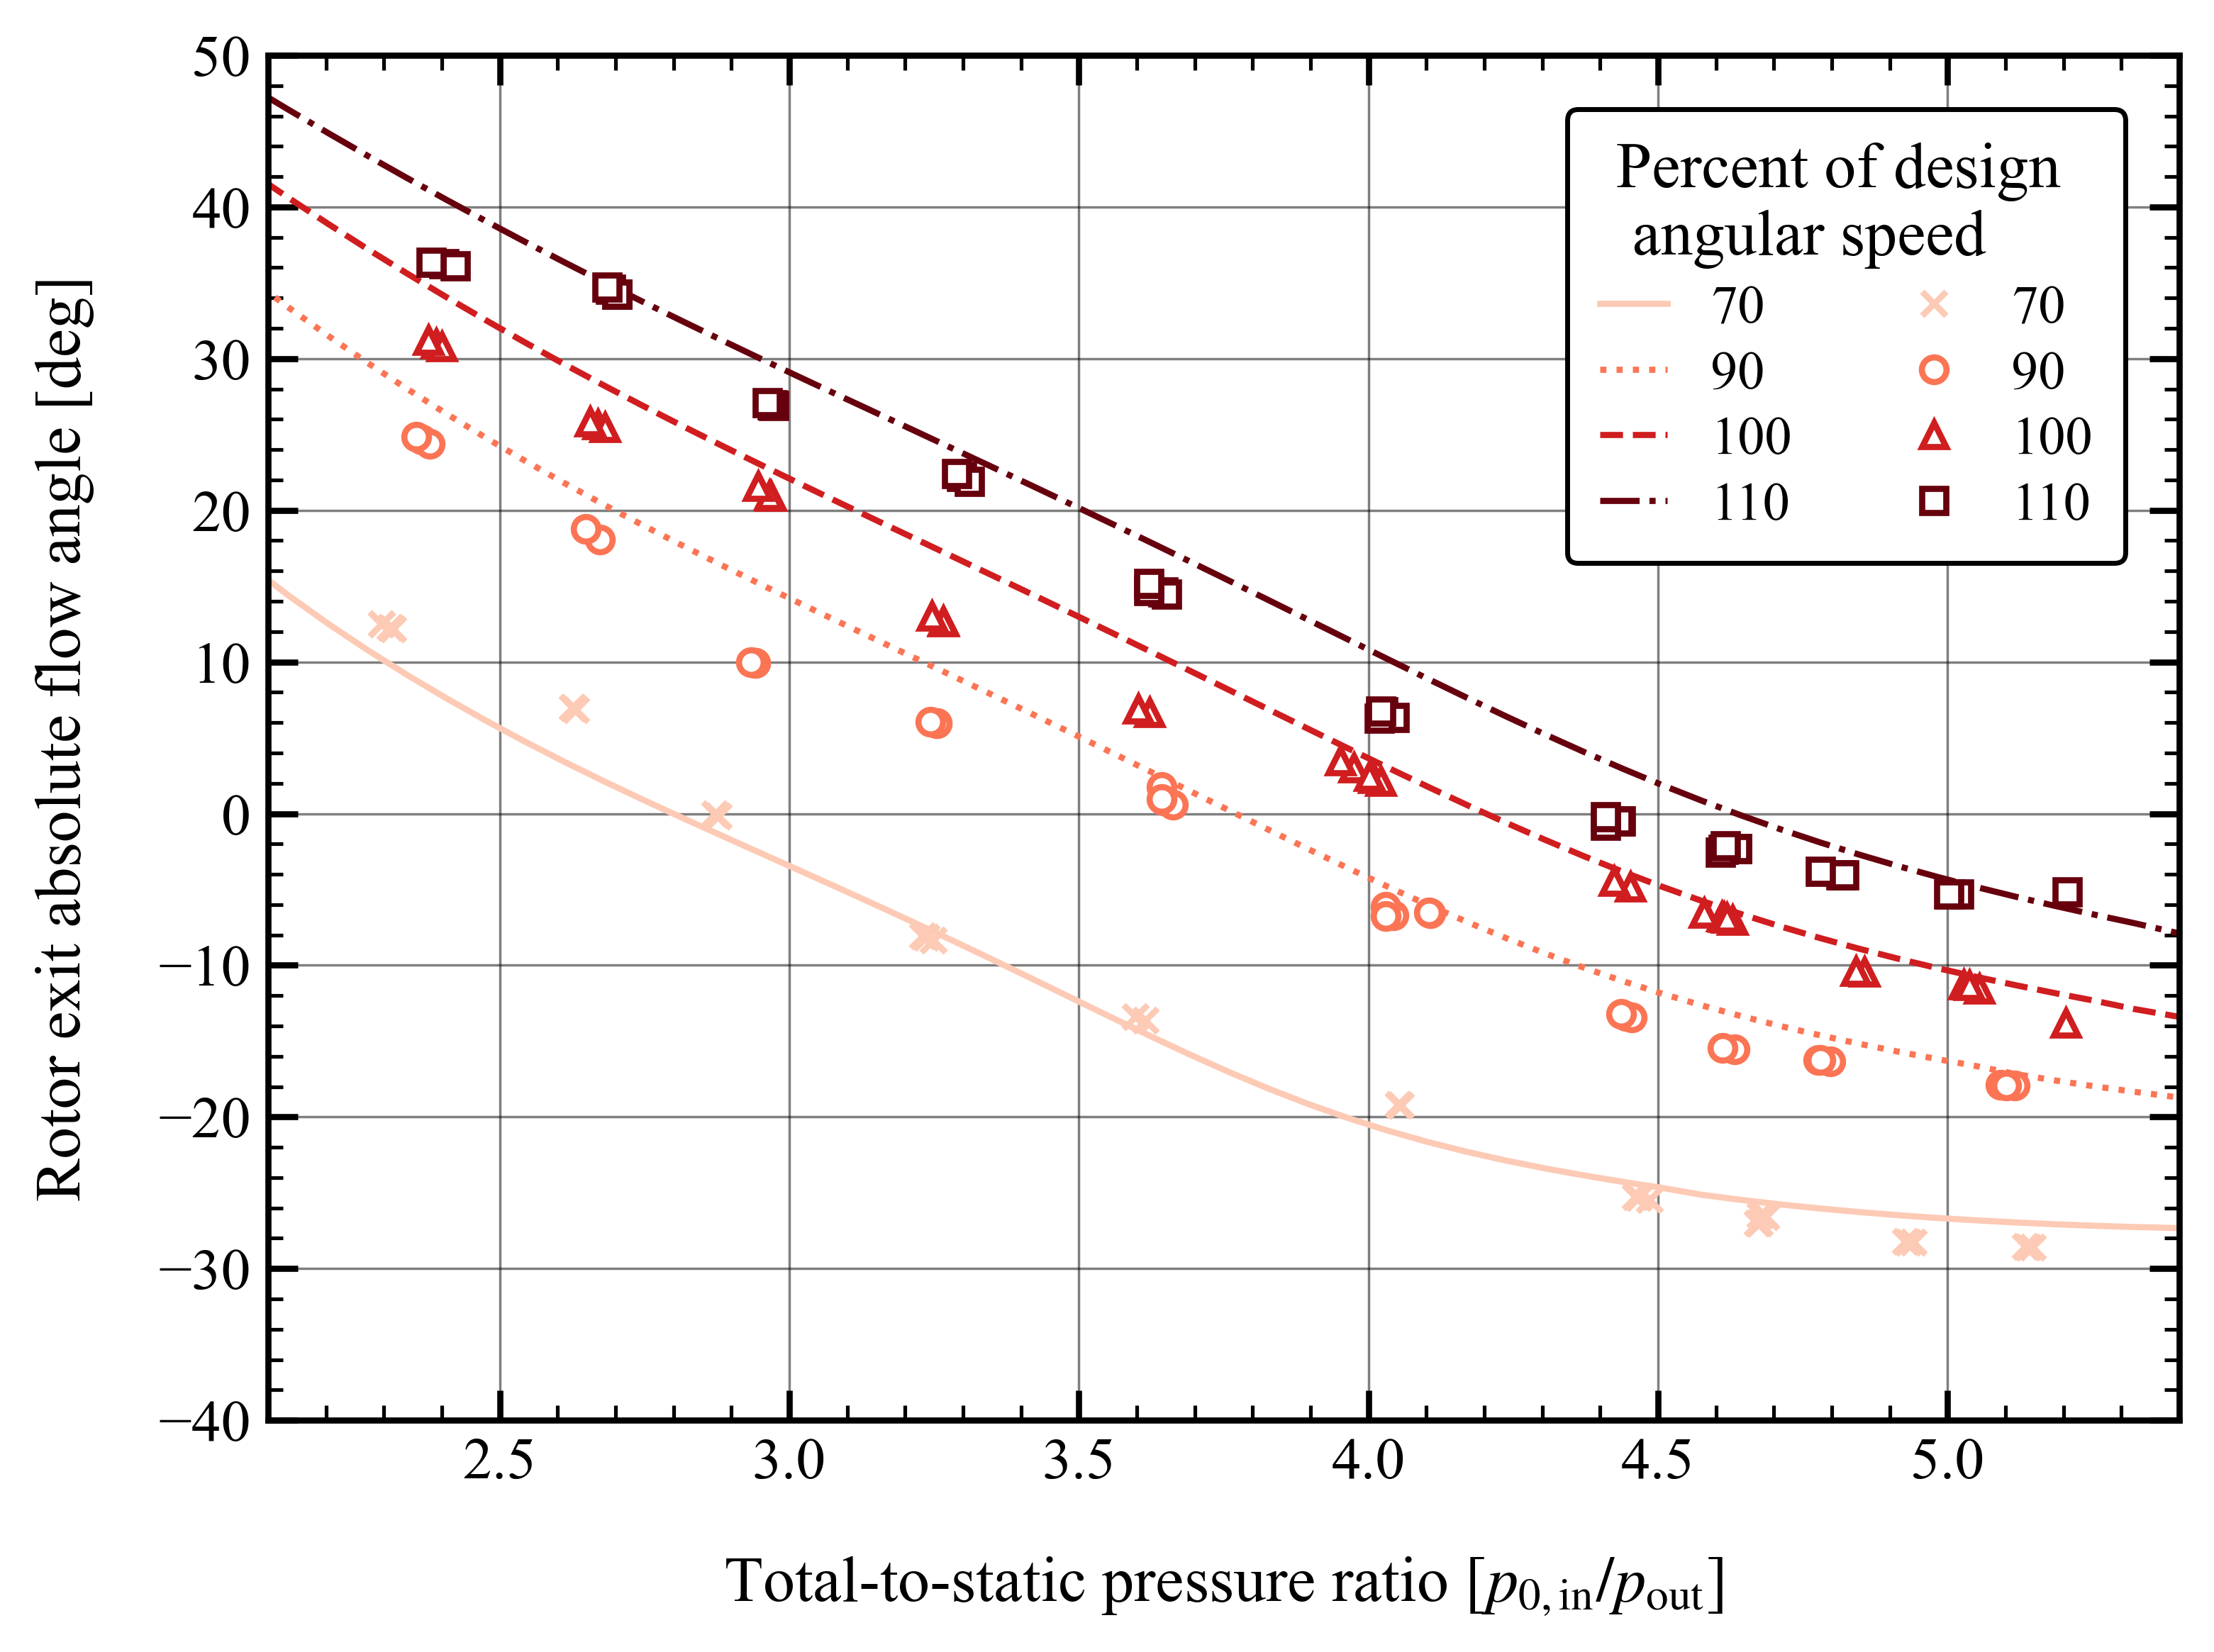 50
40
30
20
10
0
−10
−20
−30
−40
Rotor exit absolute flow angle [deg]
Percent of design
angular speed
70 70
90 90
100 100
110 110
2.5 3.0 3.5 4.0 4.5 5.0
Total-to-static pressure ratio [p0, in/pout]